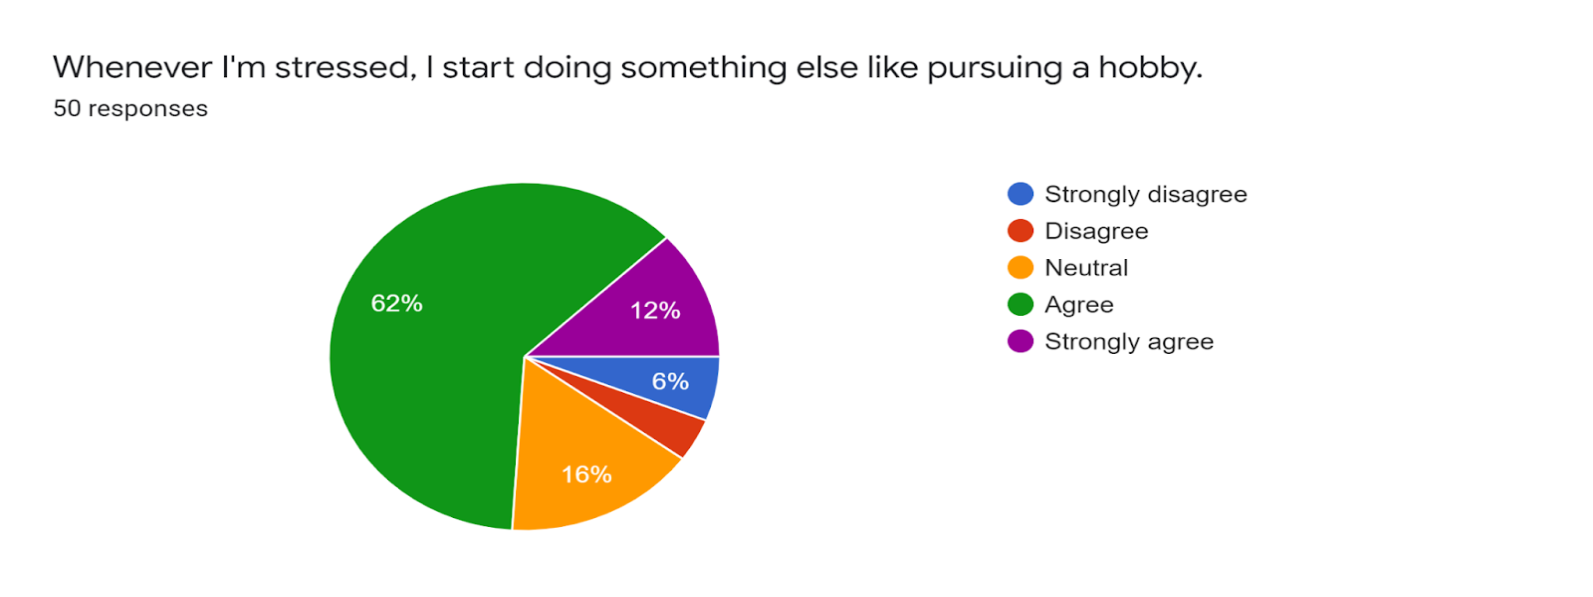 Whenever I'm stressed, I start doing something else like pursuing a hobby.
50 responses
62%
12%
6%
16%
Strongly disagree
Disagree
Neutral
Agree
Strongly agree